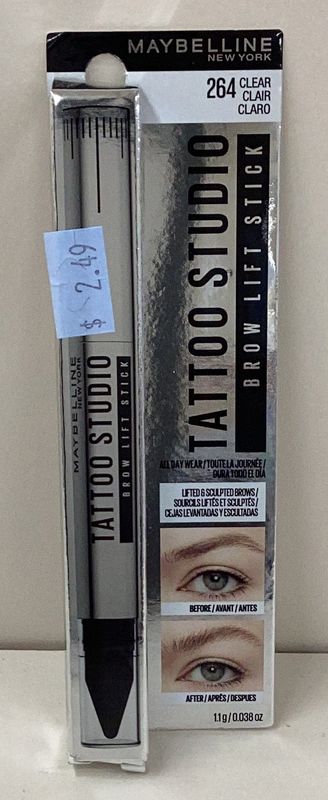 MAYBELLINE
NEW YORK
264 CLEAR
CLAIR
CLARO
TATTOO STUDIO
BROW LIFT STICK
ALL DAY WEAR / TOUTE LA JOURNÉE /
DURA TODO EL DÍA
LIFTED & SCULPTED BROWS /
SOURCILS LIFTÉS ET SCULPTÉS /
CEJAS LEVANTADAS Y ESCULTADAS
BEFORE / AVANT / ANTES
AFTER / APRÈS / DESPUES
1.1 g / 0.038 oz
$ 2.49
MAYBELLINE
NEW YORK
TATTOO STUDIO
BROW LIFT STICK